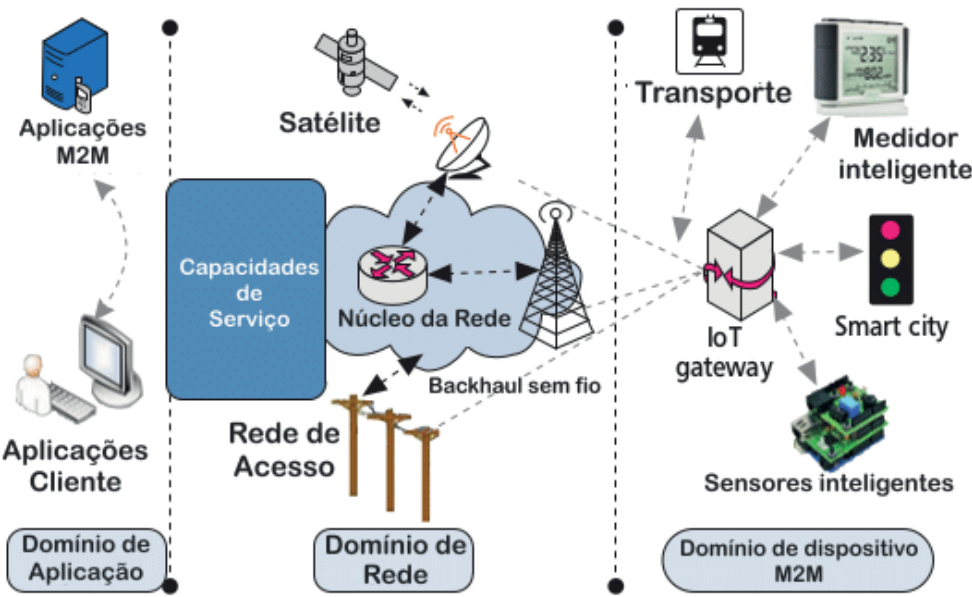 Aplicações
M2M
Aplicações
Cliente
Domínio de
Aplicação
Satélite
Capacidades
de
Serviço
Núcleo da Rede
Backhaul sem fio
Rede de
Acesso
Domínio de
Rede
Transporte
Medidor
inteligente
IoT
gateway
Smart city
Sensores inteligentes
Domínio de dispositivo
M2M